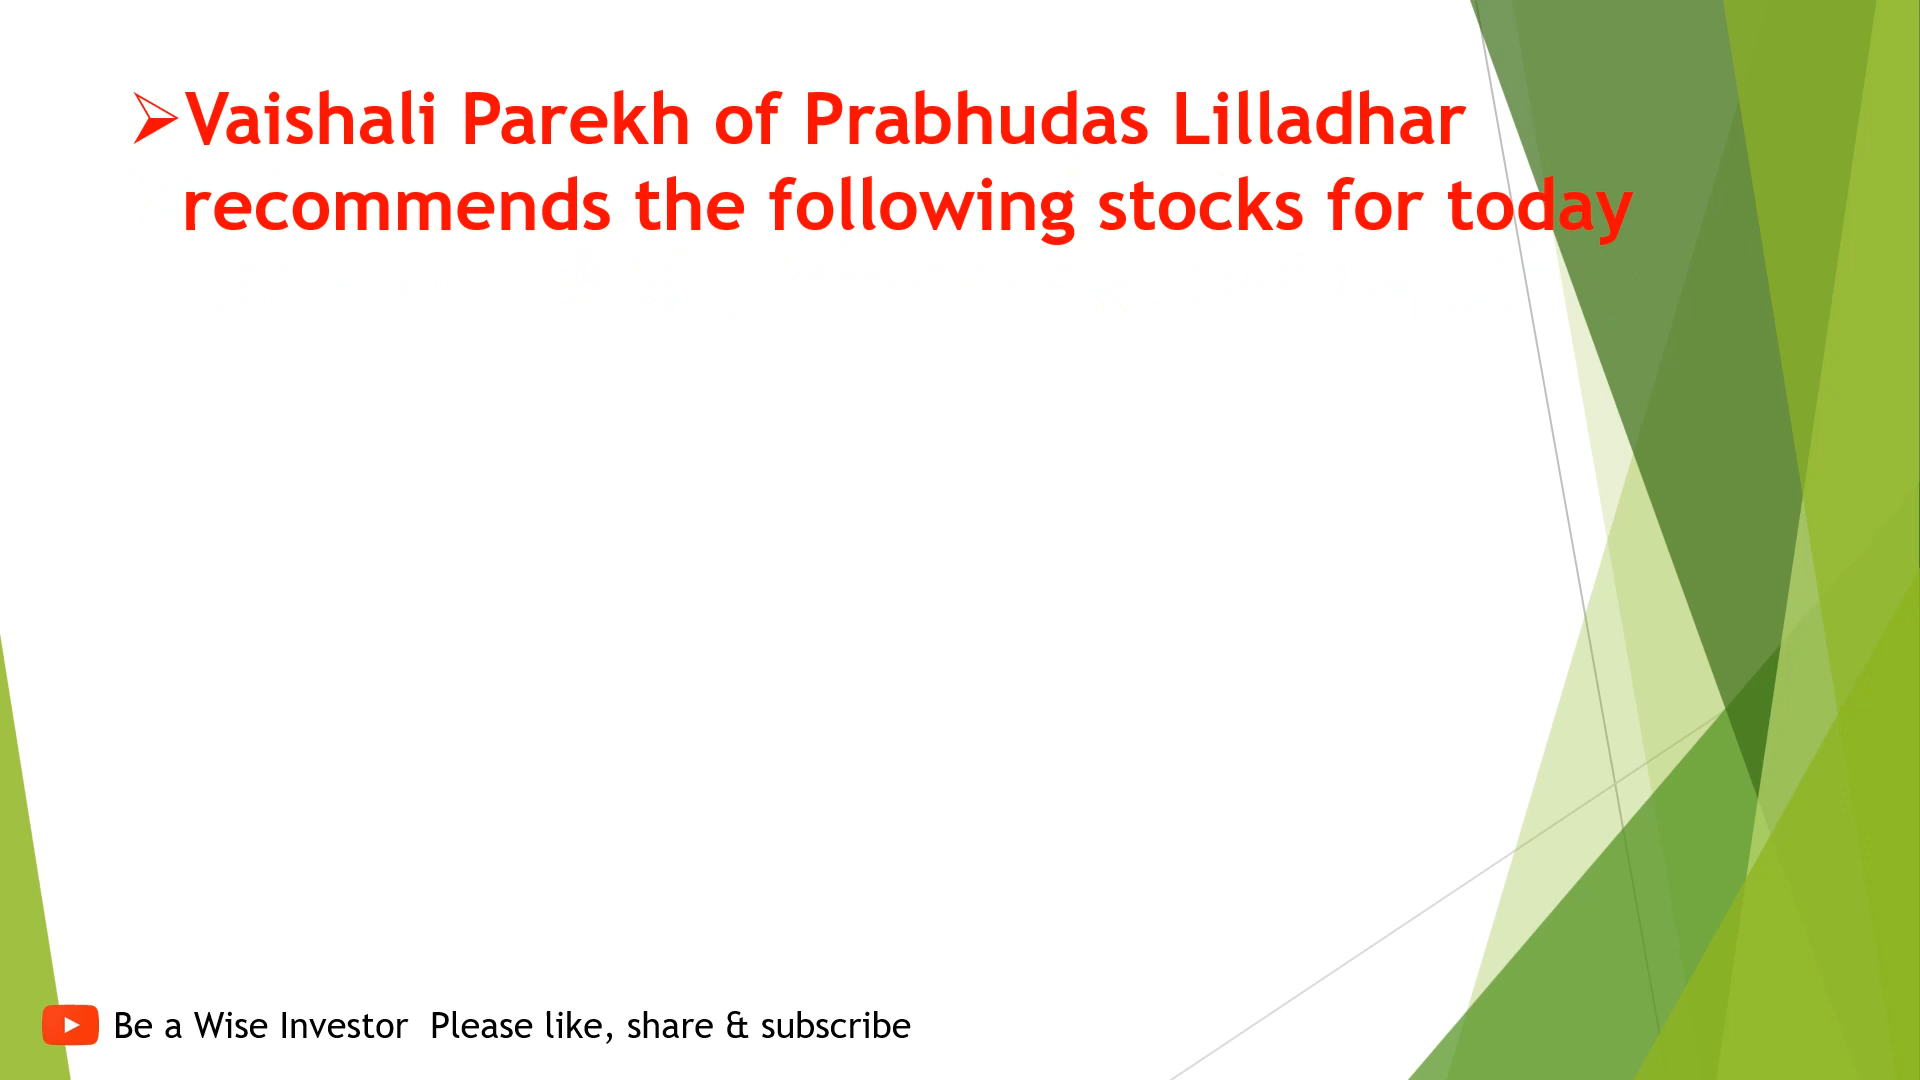 Vaishali Parekh of Prabhudas Lilladhar
recommends the following stocks for today
Be a Wise Investor Please like, share & subscribe